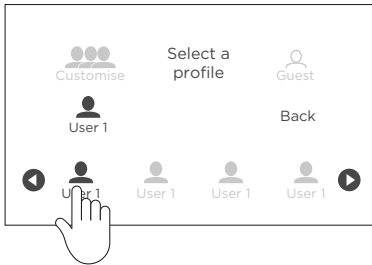 Select a
profile
Customise
Guest
User 1
Back
User 1
User 1
User 1
User 1